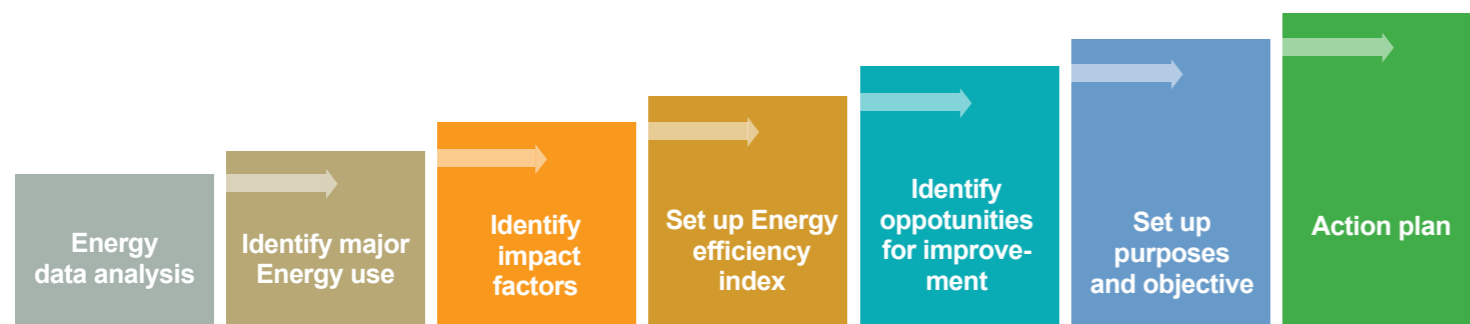 Energy
data analysis
Identify major
Energy use
Identify
impact
factors
Set up Energy
efficiency
index
Identify
oppotunities
for improve-
ment
Set up
purposes
and objective
Action plan